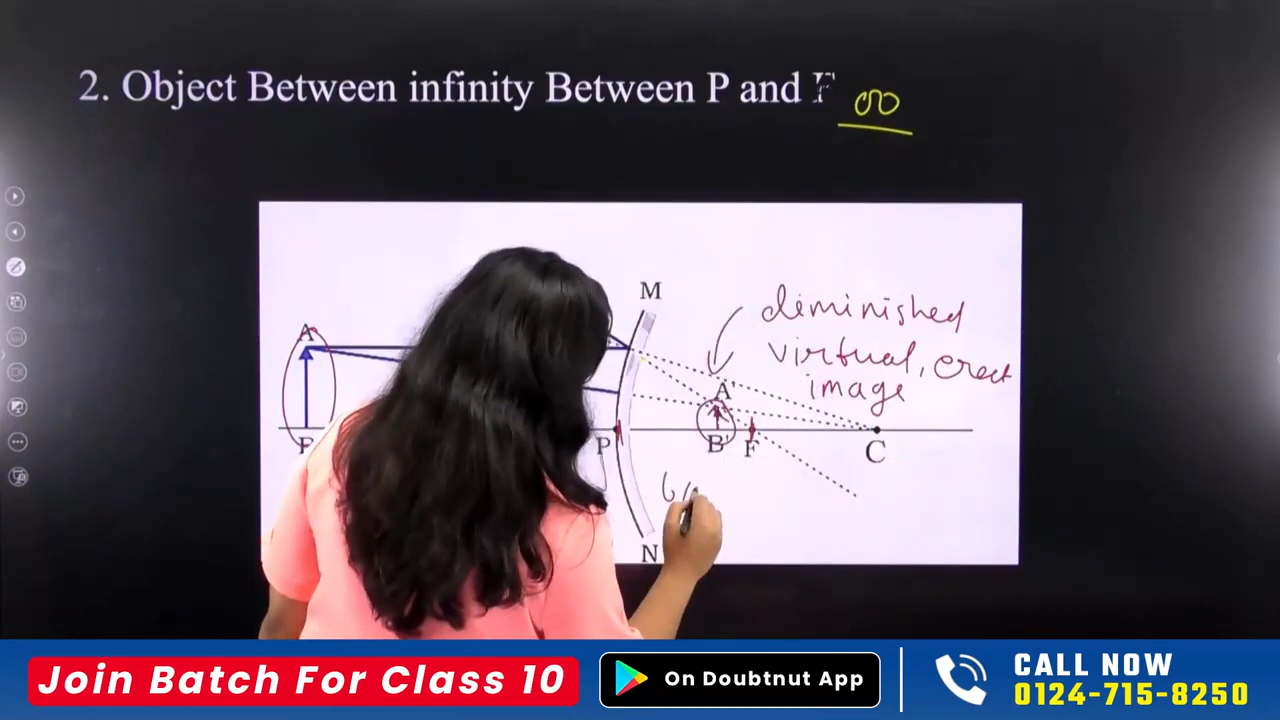 2. Object Between infinity Between P and F ∞
M
diminished
virtual, erect
image
A
A'
P
B'
F
C
N
Join Batch For Class 10
On Doubtnut App
CALL NOW
0124-715-8250